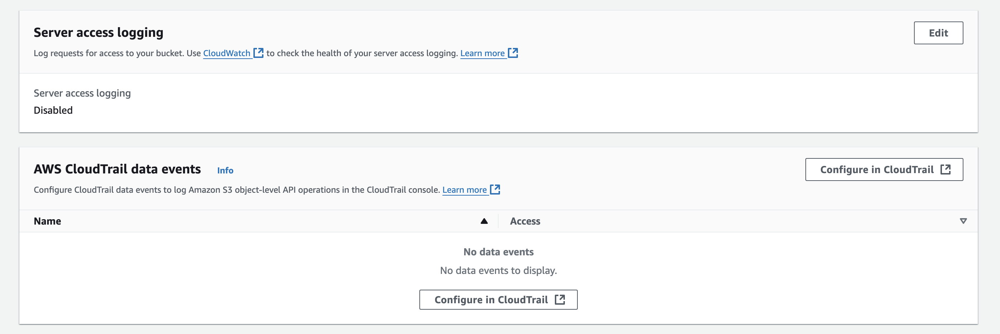 Server access logging
Edit
Log requests for access to your bucket. Use CloudWatch to check the health of your server access logging. Learn more
Server access logging
Disabled
AWS CloudTrail data events Info
Configure in CloudTrail
Configure CloudTrail data events to log Amazon S3 object-level API operations in the CloudTrail console. Learn more
Name Access
No data events
No data events to display.
Configure in CloudTrail